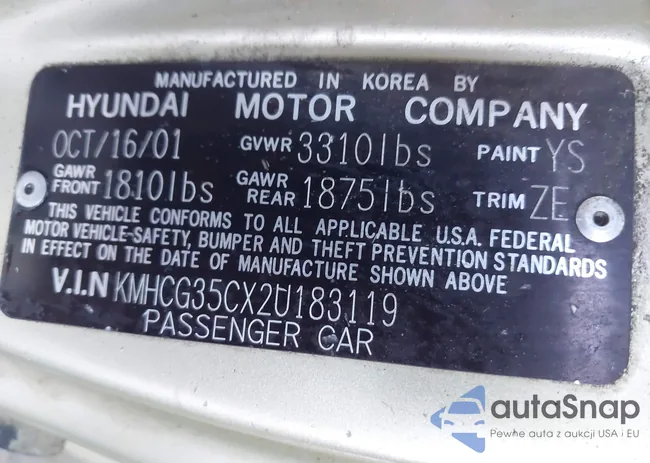 MANUFACTURED IN KOREA BY
HYUNDAI MOTOR COMPANY
OCT/16/01 GVWR 3310lbs PAINT YS
GAWR FRONT 1810lbs GAWR REAR 1875lbs TRIM ZE
THIS VEHICLE CONFORMS TO ALL APPLICABLE U.S.A. FEDERAL
MOTOR VEHICLE-SAFETY, BUMPER AND THEFT PREVENTION STANDARDS
IN EFFECT ON THE DATE OF MANUFACTURE SHOWN ABOVE
V.I.N KMHCG35CX2U183119
PASSENGER CAR
autoSnap
Pewne auta z aukcji USA i EU